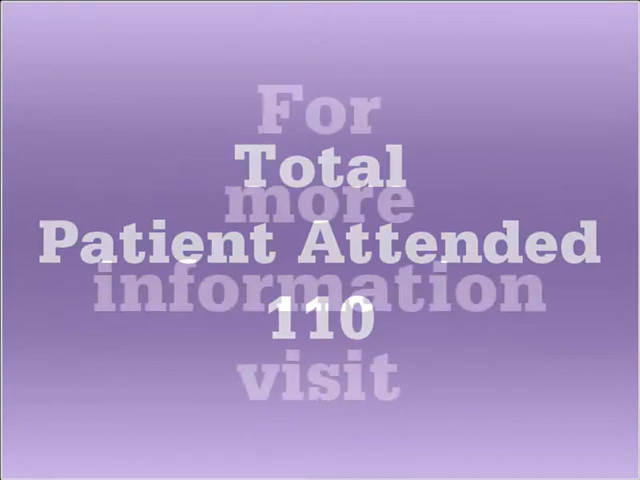 For
Total
more
Patient Attended
information
110
visit